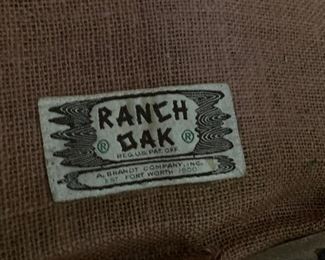 RANCH
® OAK ®
REG. U.S. PAT. OFF.
A. BRANDT COMPANY, INC.
EST. FORT WORTH 1900